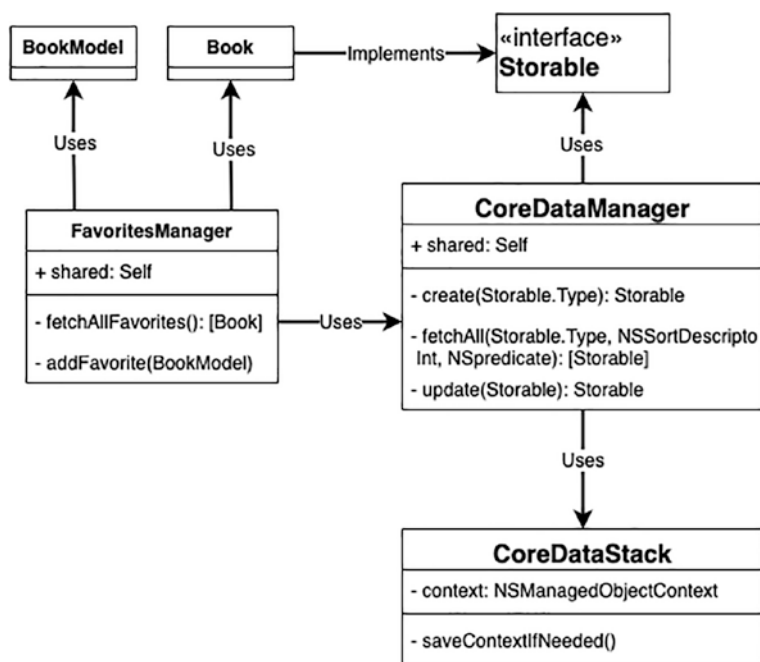 BookModel
Book
Implements
«interface»
Storable
Uses
Uses
Uses
FavoritesManager
+ shared: Self
- fetchAllFavorites(): [Book]
- addFavorite(BookModel)
Uses
CoreDataManager
+ shared: Self
- create(Storable.Type): Storable
- fetchAll(Storable.Type, NSSortDescripto
Int, NSpredicate): [Storable]
- update(Storable): Storable
Uses
CoreDataStack
- context: NSManagedObjectContext
- saveContextIfNeeded()